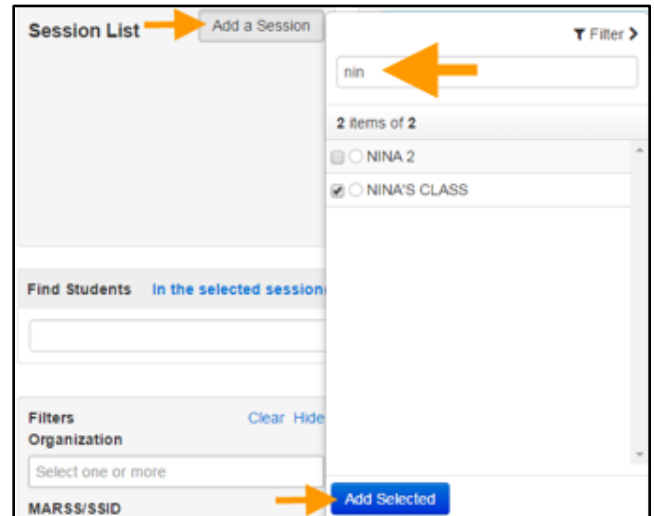 Session List
Add a Session
Filter
nin
2 items of 2
NINA 2
NINA'S CLASS
Find Students In the selected session
Filters
Clear Hide
Organization
Select one or more
MARSS/SSID
Add Selected